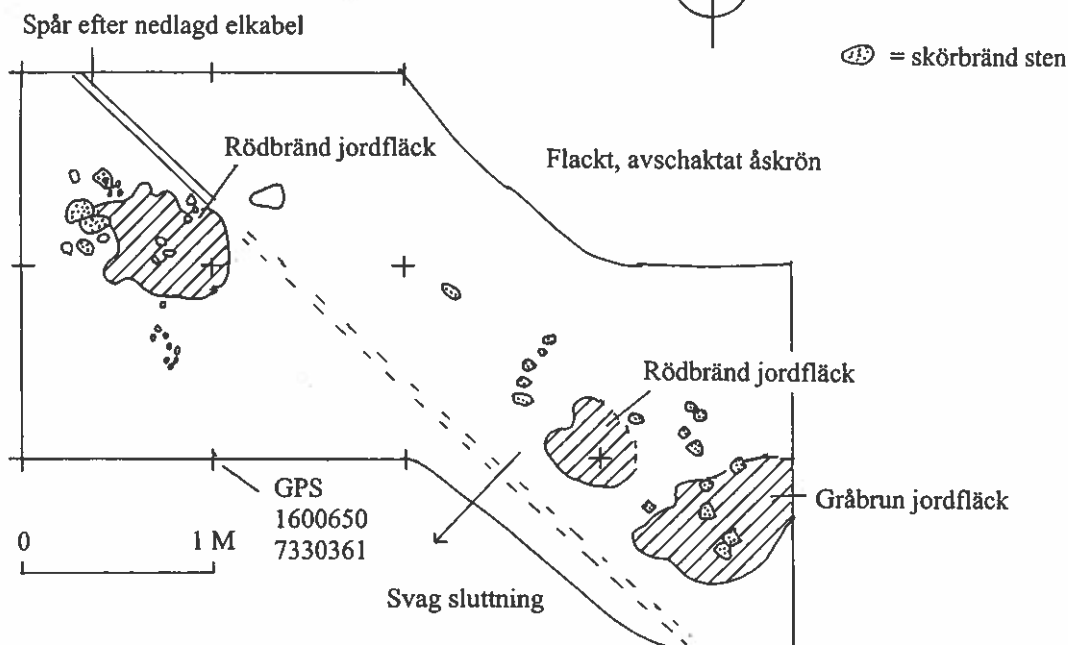 Spår efter nedlagd elkabel
= skörbränd sten
Rödbränd jordfläck
Flackt, avschaktat åskrön
Rödbränd jordfläck
Gråbrun jordfläck
GPS
1600650
7330361
0 1 M
Svag sluttning